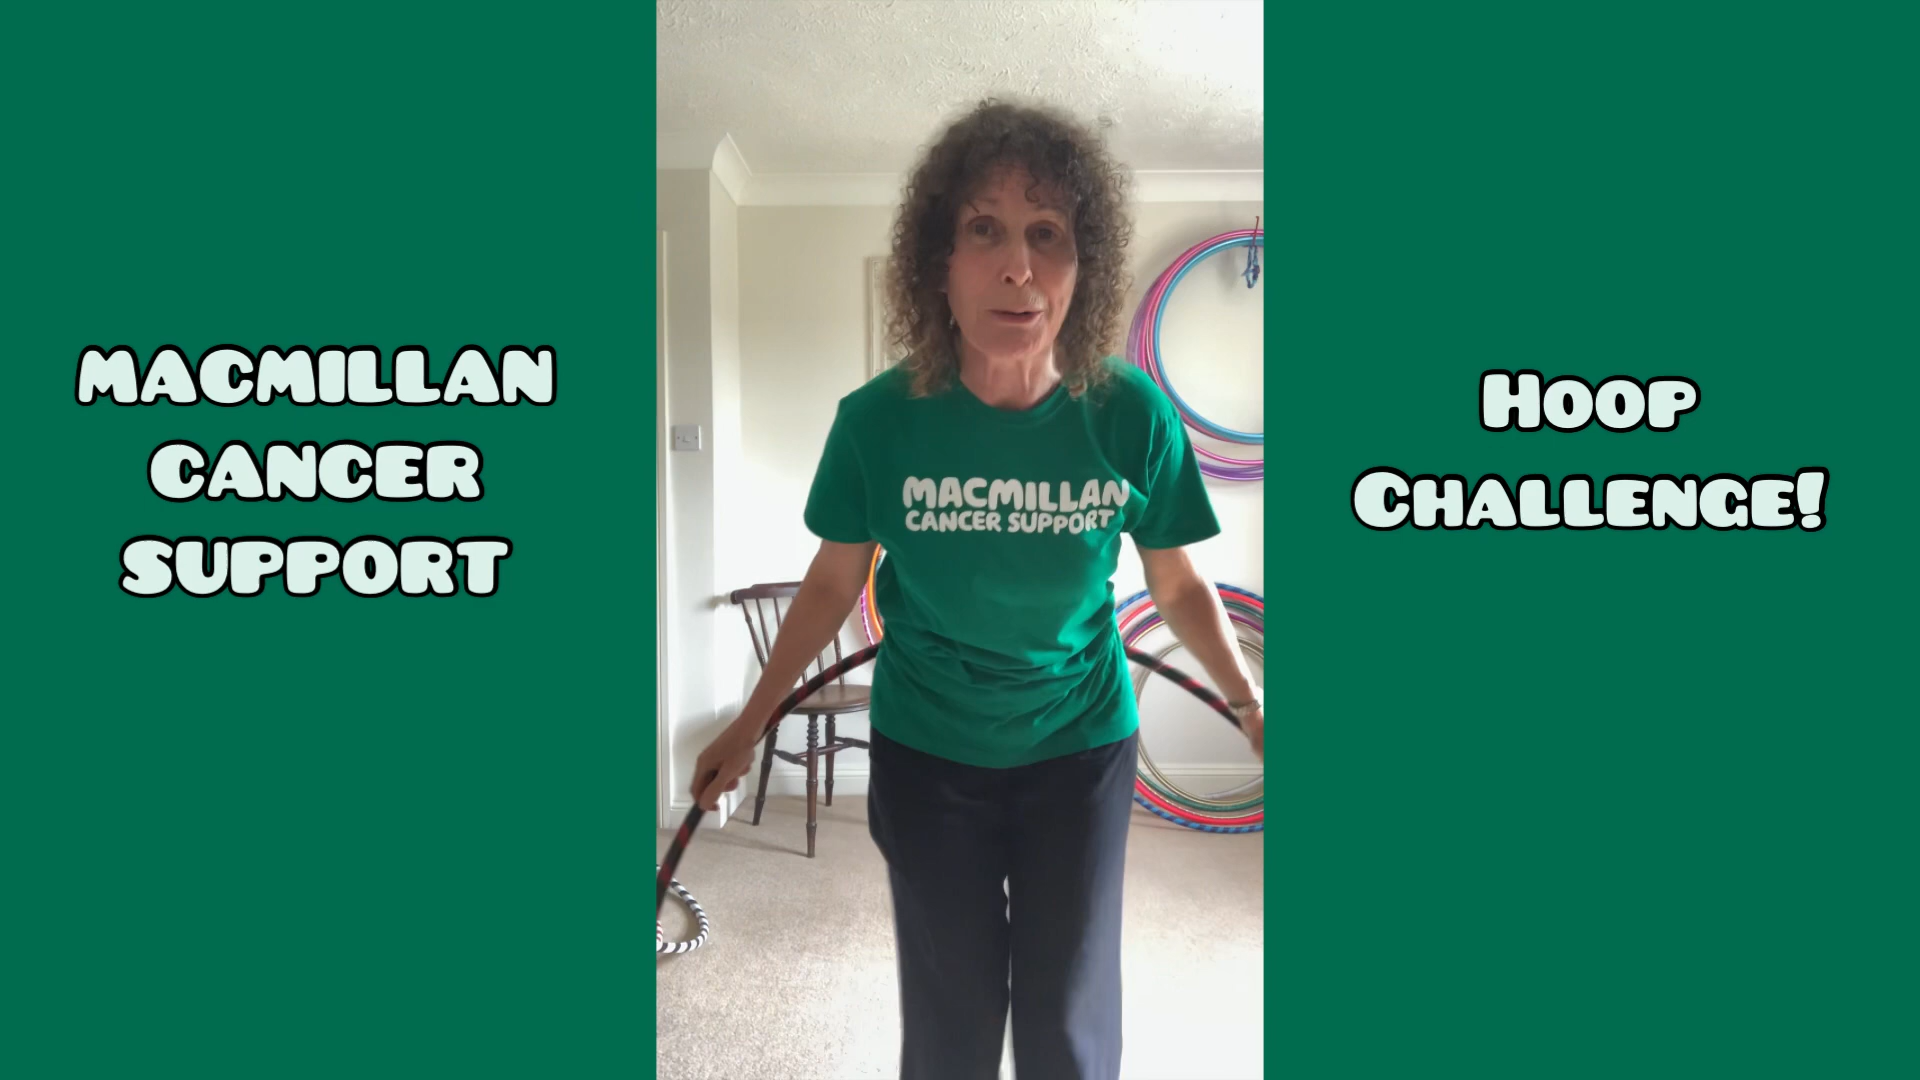 MACMILLAN
CANCER
SUPPORT
MACMILLAN
CANCER SUPPORT
HOOP
CHALLENGE!